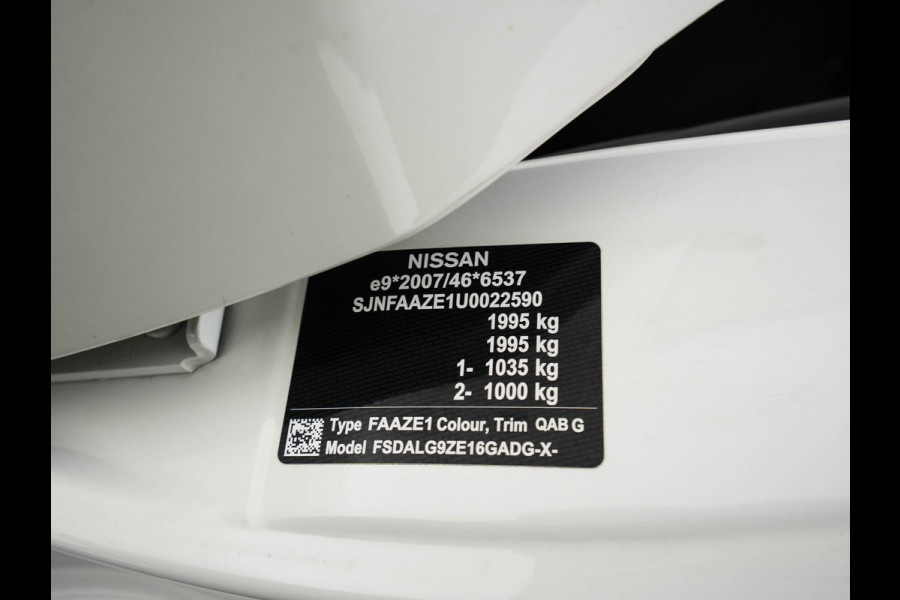 NISSAN
e9*2007/46*6537
SJNFAAZE1U0022590
1995 kg
1995 kg
1- 1035 kg
2- 1000 kg
Type FAAZE1 Colour, Trim QAB G
Model FSDALG9ZE16GADG-X-